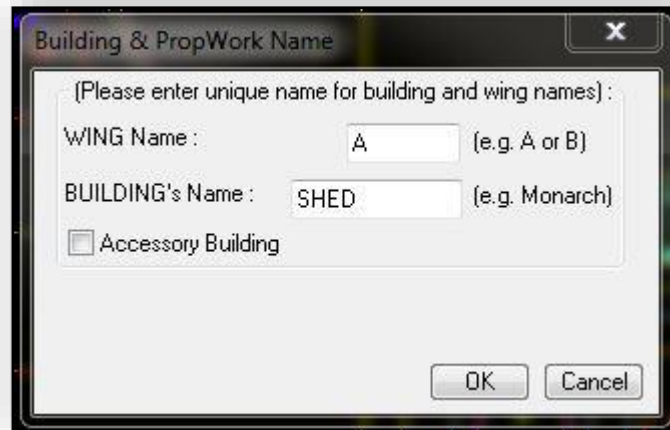 Building & PropWork Name
X
(Please enter unique name for building and wing names) :
WING Name : A (e.g. A or B)
BUILDING's Name : SHED (e.g. Monarch)
Accessory Building
OK Cancel